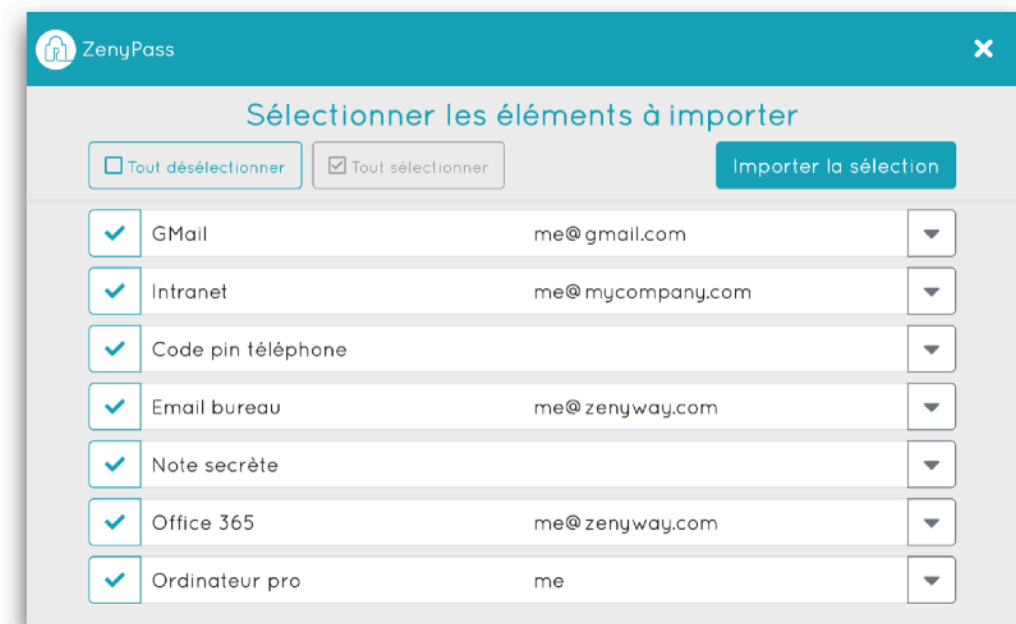 ZenyPass
Sélectionner les éléments à importer
Tout désélectionner Tout sélectionner Importer la sélection
GMail me@gmail.com
Intranet me@mycompany.com
Code pin téléphone
Email bureau me@zenyway.com
Note secrète
Office 365 me@zenyway.com
Ordinateur pro me